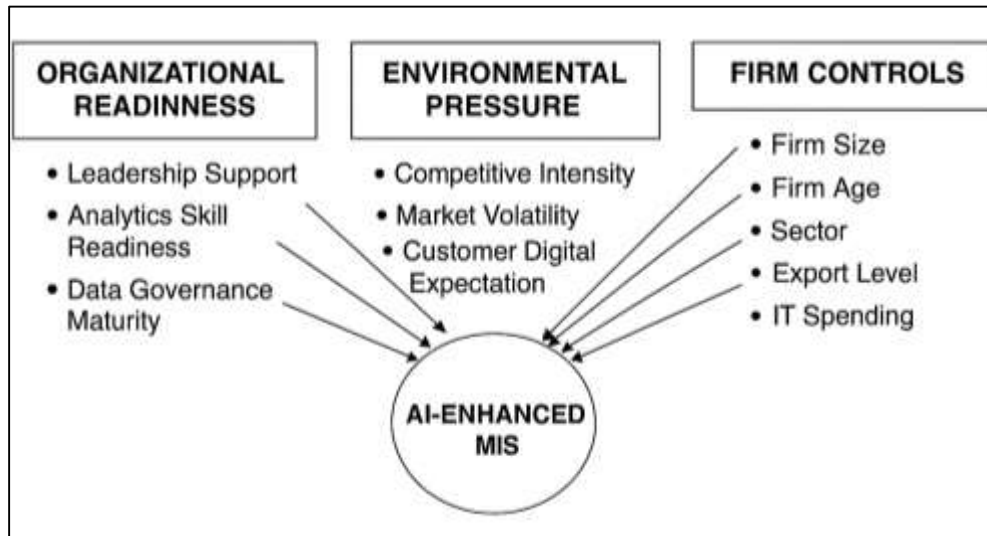 ORGANIZATIONAL
READINNESS
• Leadership Support
• Analytics Skill
Readiness
• Data Governance
Maturity
ENVIRONMENTAL
PRESSURE
• Competitive Intensity
• Market Volatility
• Customer Digital
Expectation
FIRM CONTROLS
• Firm Size
• Firm Age
• Sector
• Export Level
• IT Spending
AI-ENHANCED
MIS